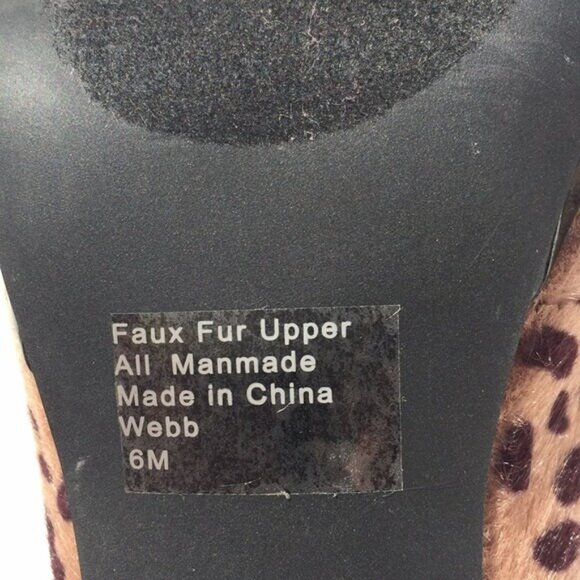 Faux Fur Upper
All Manmade
Made in China
Webb
6M